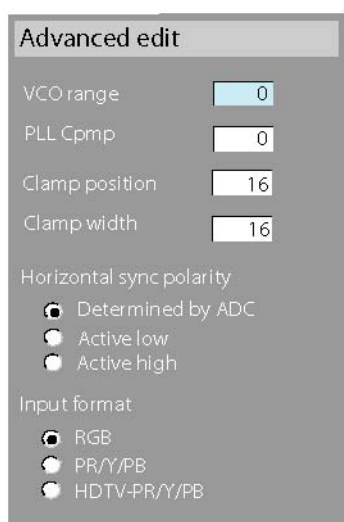 Advanced edit
VCO range 0
PLL Cpmp 0
Clamp position 16
Clamp width 16
Horizontal sync polarity
Determined by ADC
Active low
Active high
Input format
RGB
PR/Y/PB
HDTV-PR/Y/PB